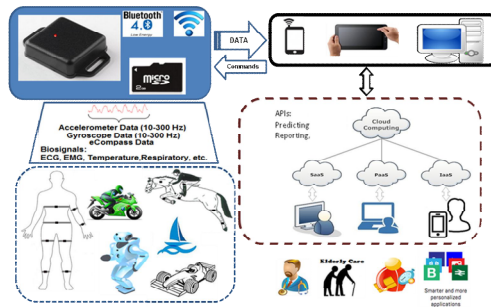 Bluetooth
4.0
Low Energy
DATA
Commands
micro
2GB
Accelerometer Data (10-300 Hz)
Gyroscope Data (10-300 Hz)
eCompass Data
Biosignals:
ECG, EMG, Temperature,Respiratory, etc.
APIs:
Predicting
Reporting.
Cloud
Computing
SaaS
PaaS
IaaS
Elderly Care
B
Smarter and more
personalized
applications